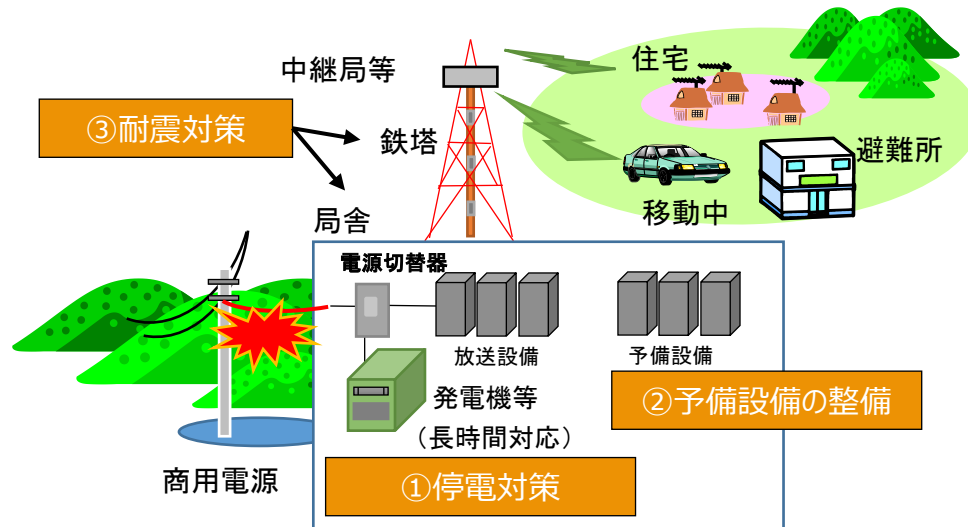 中継局等
住宅
③耐震対策
鉄塔
避難所
移動中
局舎
電源切替器
放送設備
予備設備
発電機等
（長時間対応）
②予備設備の整備
商用電源
①停電対策